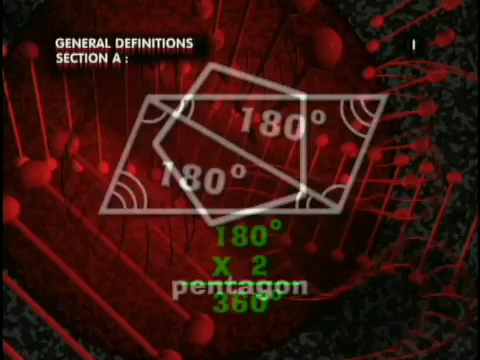 GENERAL DEFINITIONS
SECTION A :
I
180°
180°
180°
X 2
pentagon
360°